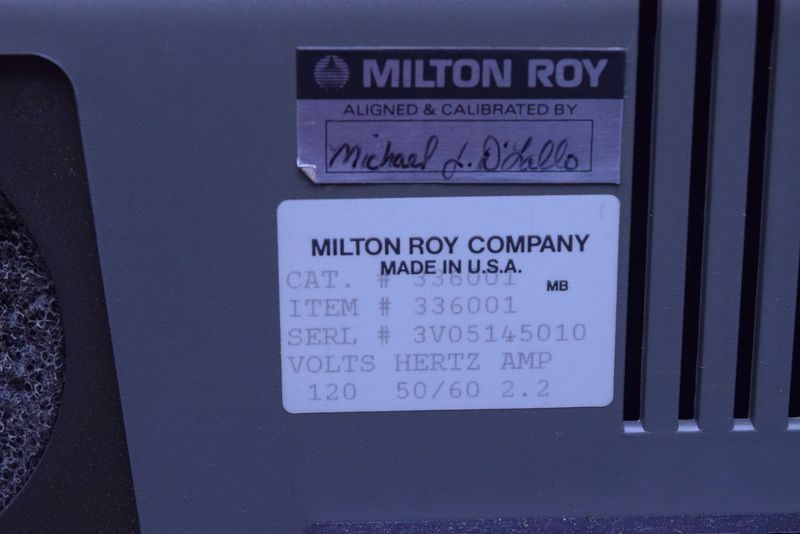 MILTON ROY
ALIGNED & CALIBRATED BY
Michael L. D'Lallo
MILTON ROY COMPANY
MADE IN U.S.A.
CAT. # 336001
MB
ITEM # 336001
SERL # 3V05145010
VOLTS HERTZ AMP
120 50/60 2.2